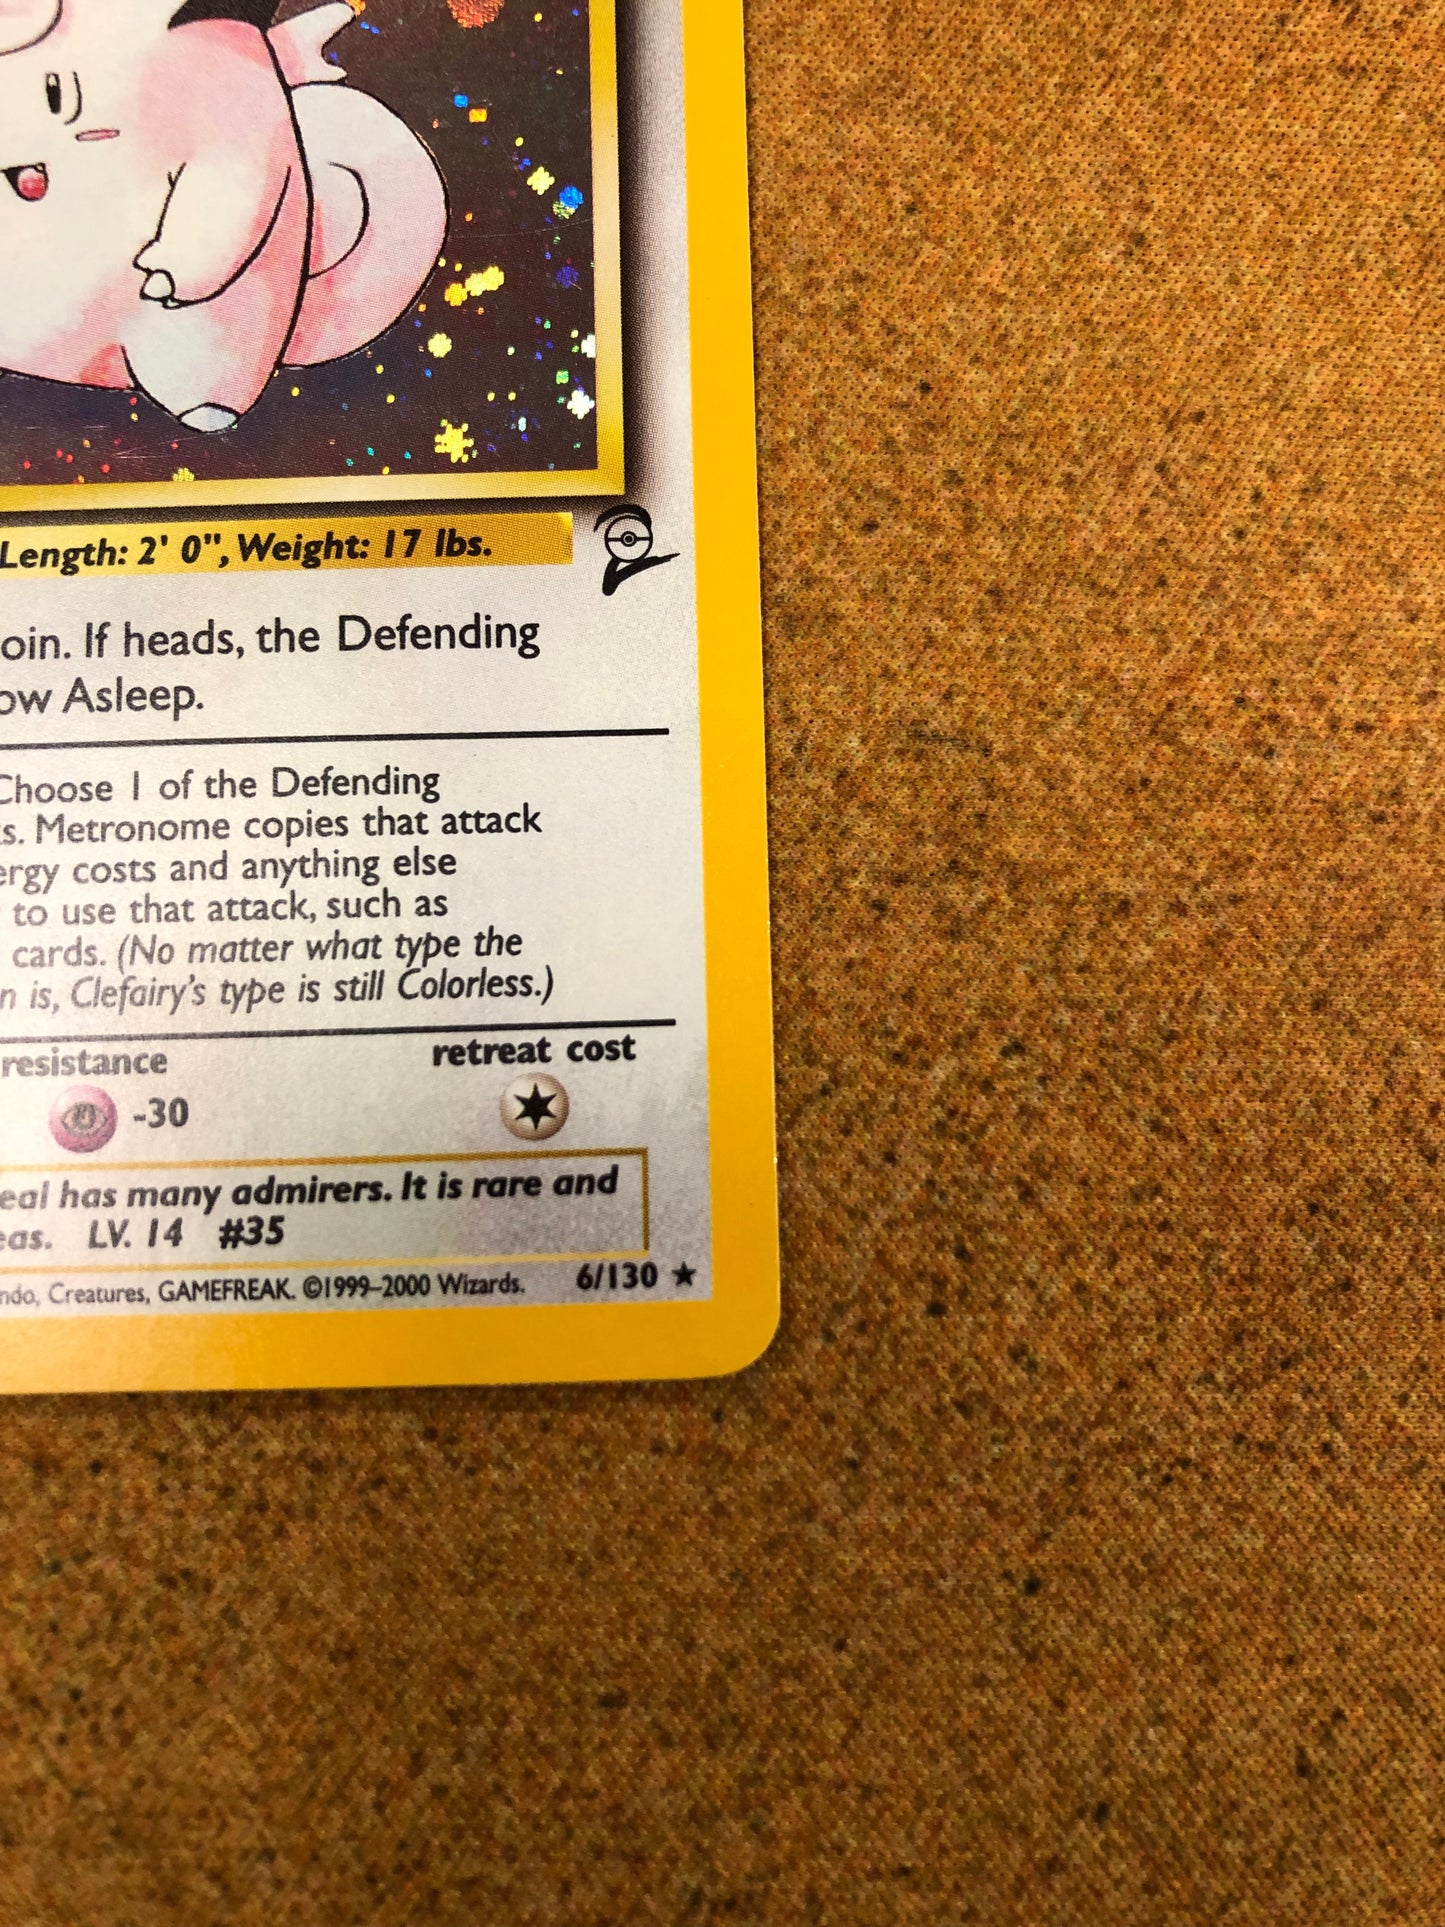 Length: 2' 0", Weight: 17 lbs.
oin. If heads, the Defending
ow Asleep.
Choose 1 of the Defending
s. Metronome copies that attack
ergy costs and anything else
to use that attack, such as
cards. (No matter what type the
n is, Clefairy's type is still Colorless.)
resistance
retreat cost
-30
eal has many admirers. It is rare and
eas. LV. 14 #35
ndo, Creatures, GAMEFREAK. ©1999–2000 Wizards. 6/130 ★